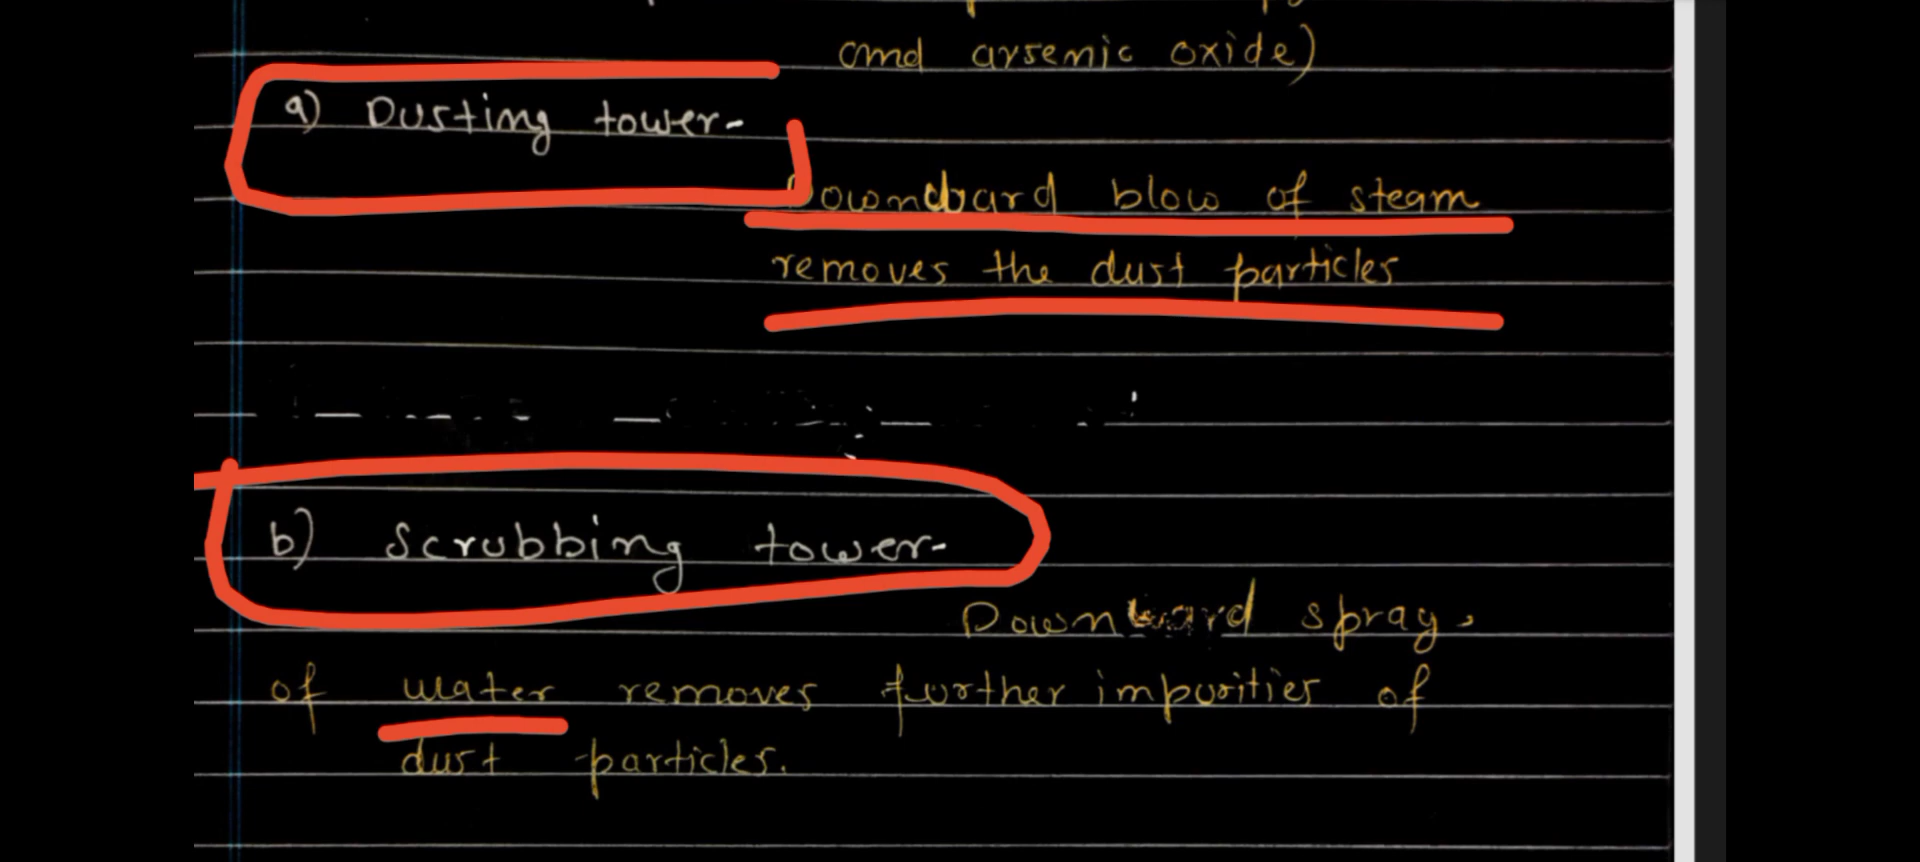 and arsenic oxide)
a) Dusting tower-
Downward blow of steam
removes the dust particles
b) Scrubbing tower-
Downward spray
of water removes further impurities of
dust particles.